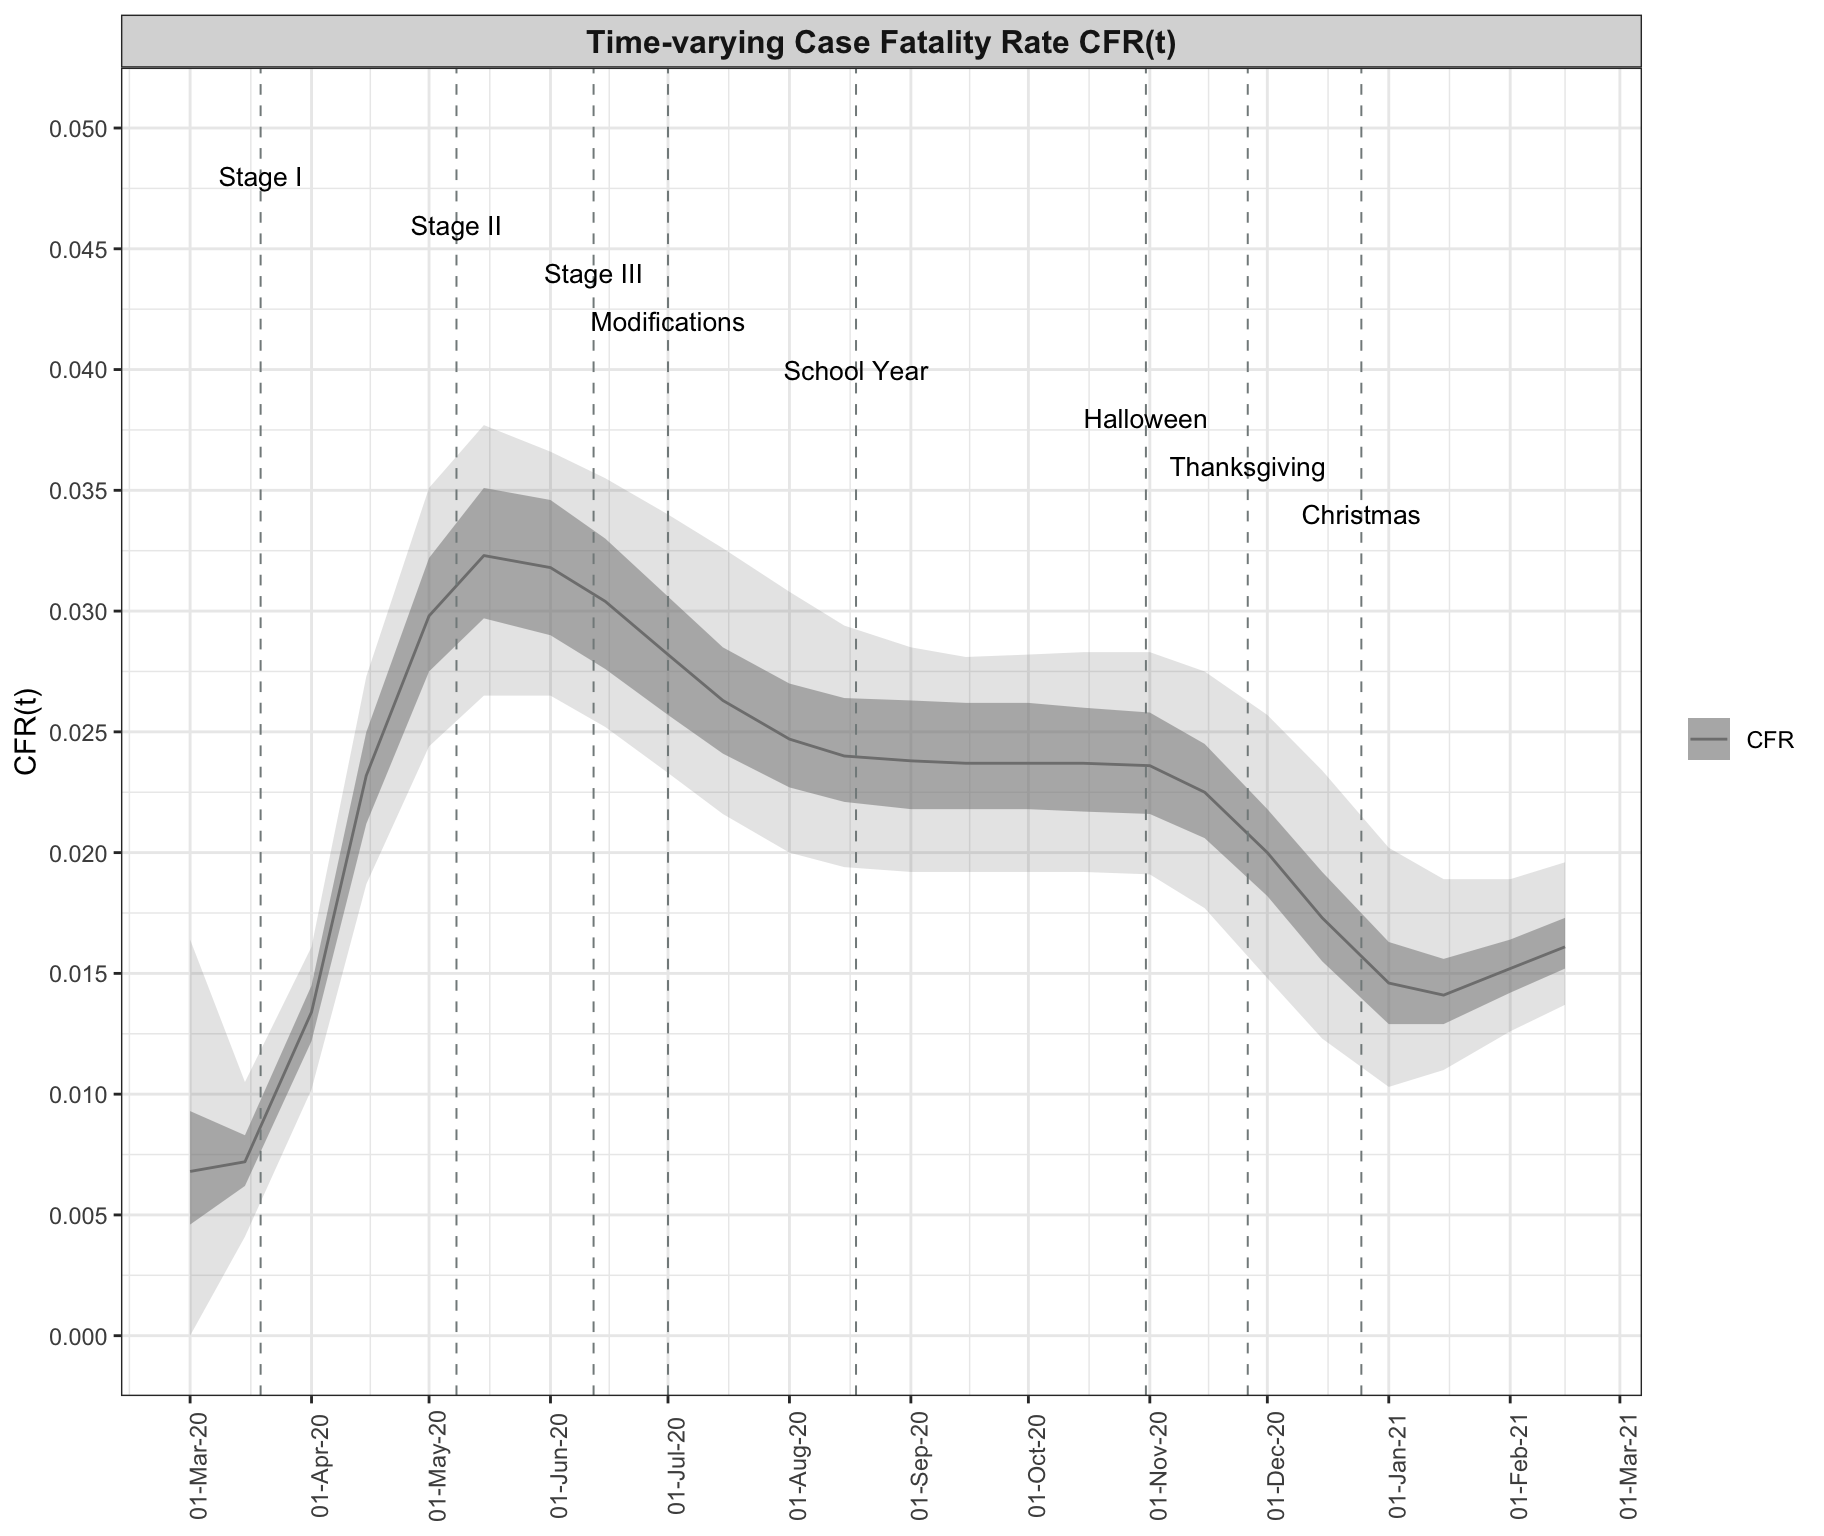 Time-varying Case Fatality Rate CFR(t)
0.050
Stage I
Stage II
0.045
Stage III
Modifications
0.040
School Year
Halloween
Thanksgiving
0.035
Christmas
0.030
CFR(t)
0.025
CFR
0.020
0.015
0.010
0.005
0.000
01-Mar-20
01-Apr-20
01-May-20
01-Jun-20
01-Jul-20
01-Aug-20
01-Sep-20
01-Oct-20
01-Nov-20
01-Dec-20
01-Jan-21
01-Feb-21
01-Mar-21